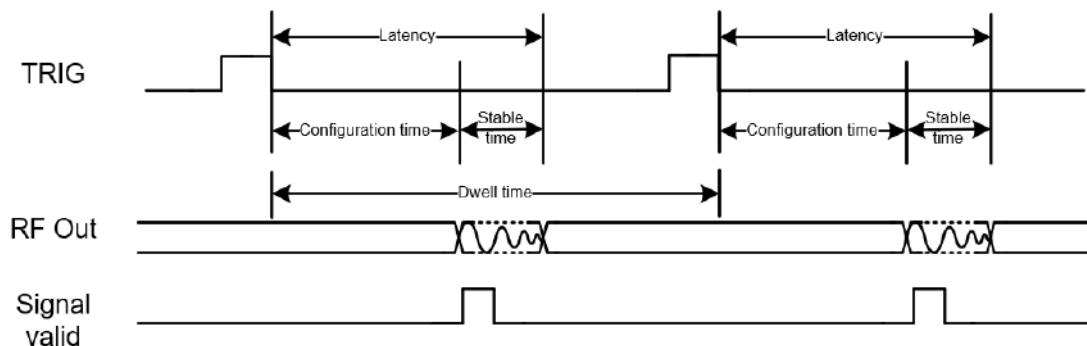 Latency
Latency
TRIG
Configuration time
Stable
time
Configuration time
Stable
time
Dwell time
RF Out
Signal
valid